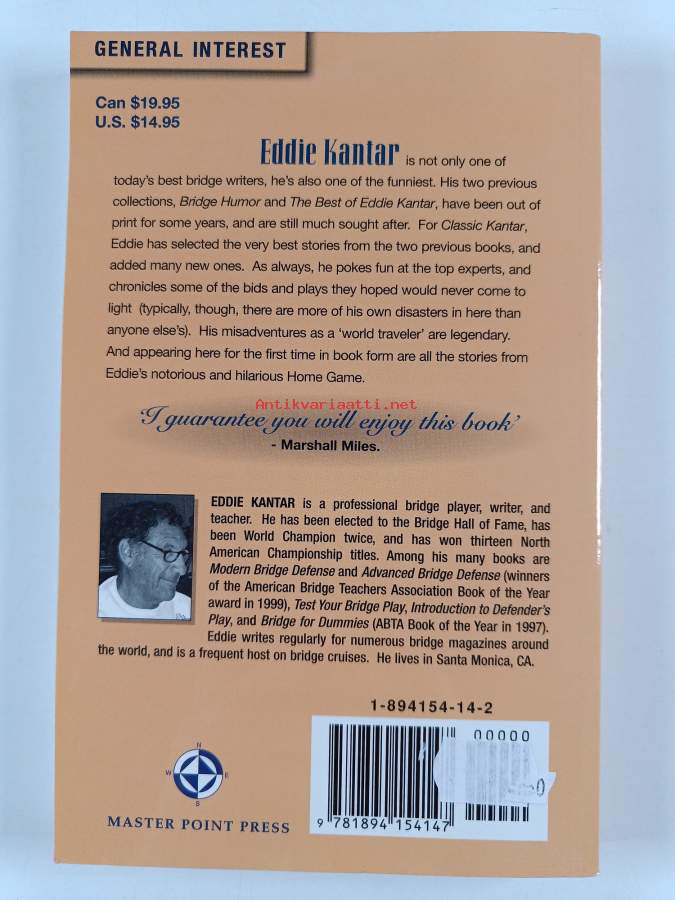 GENERAL INTEREST
Can $19.95
U.S. $14.95
Eddie Kantar is not only one of
today's best bridge writers, he's also one of the funniest. His two previous
collections, Bridge Humor and The Best of Eddie Kantar, have been out of
print for some years, and are still much sought after. For Classic Kantar,
Eddie has selected the very best stories from the two previous books, and
added many new ones. As always, he pokes fun at the top experts, and
chronicles some of the bids and plays they hoped would never come to
light (typically, though, there are more of his own disasters in here than
anyone else's). His misadventures as a 'world traveler' are legendary.
And appearing here for the first time in book form are all the stories from
Eddie's notorious and hilarious Home Game.
Antikvariaatti.net
'I guarantee you will enjoy this book'
- Marshall Miles.
EDDIE KANTAR is a professional bridge player, writer, and
teacher. He has been elected to the Bridge Hall of Fame, has
been World Champion twice, and has won thirteen North
American Championship titles. Among his many books are
Modern Bridge Defense and Advanced Bridge Defense (winners
of the American Bridge Teachers Association Book of the Year
award in 1999), Test Your Bridge Play, Introduction to Defender's
Play, and Bridge for Dummies (ABTA Book of the Year in 1997).
Eddie writes regularly for numerous bridge magazines around
the world, and is a frequent host on bridge cruises. He lives in Santa Monica, CA.
1-894154-14-2
00000
9 781894 154147
N
W E
S
MASTER POINT PRESS